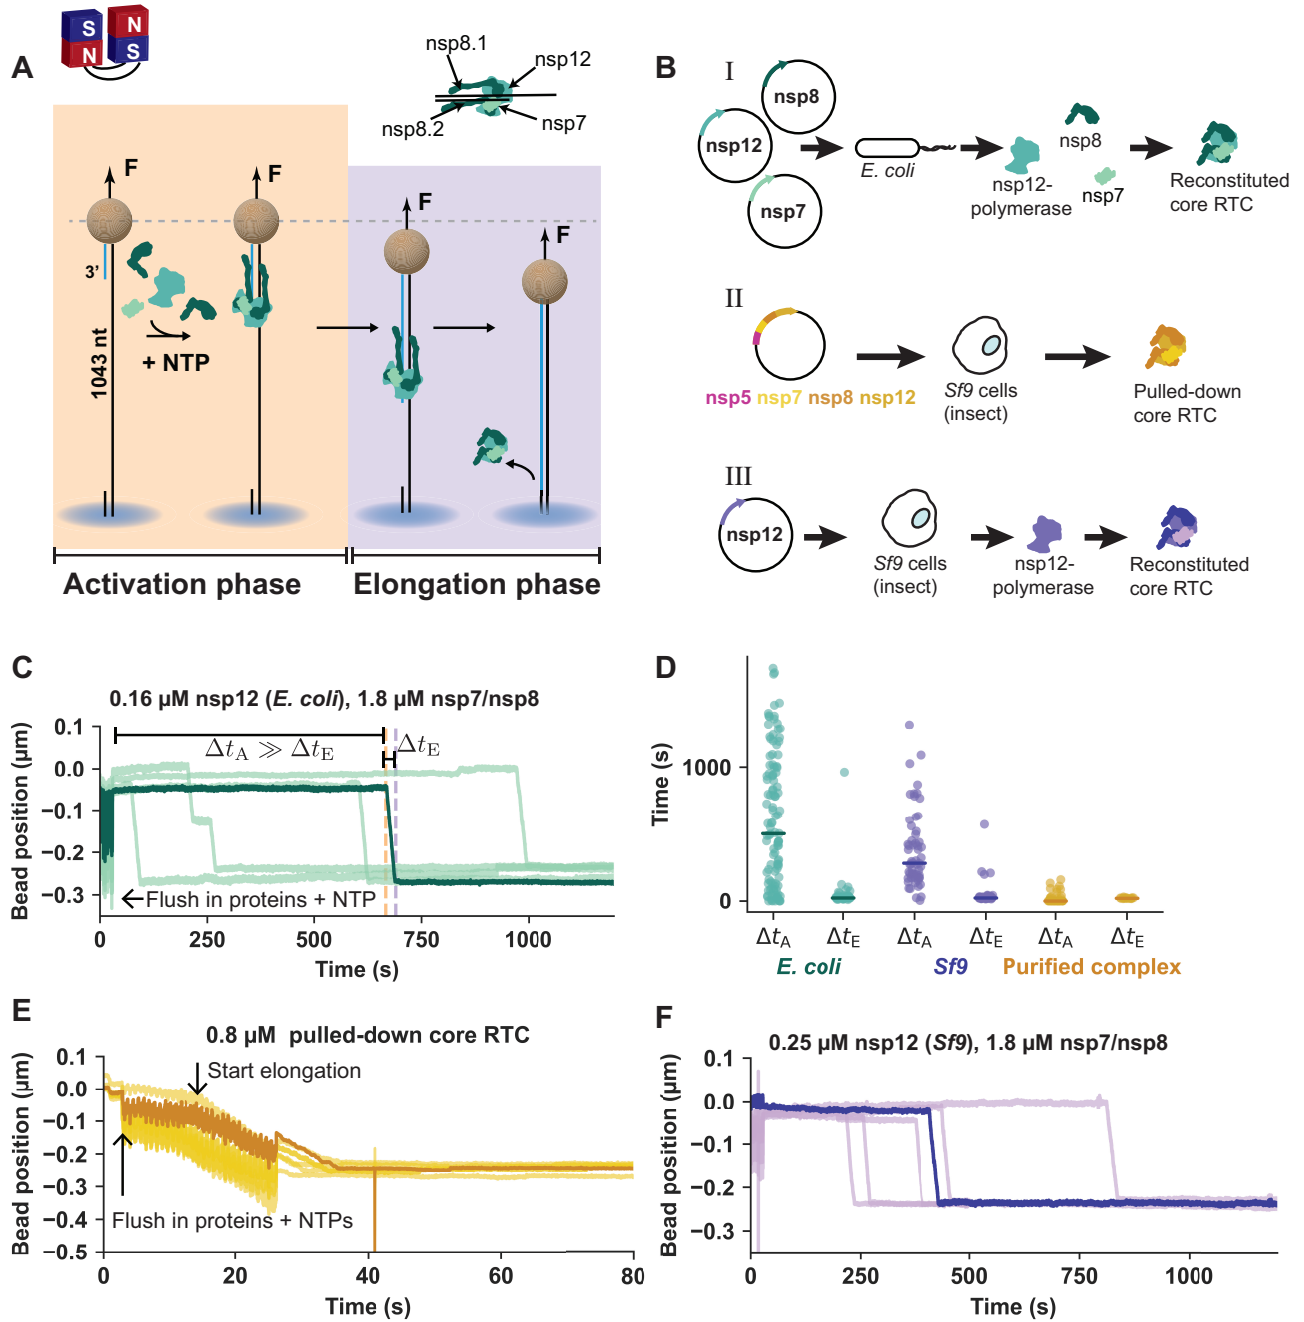 A
S
N
N
S
nsp8.1
nsp12
nsp8.2
nsp7
F
F
F
F
3’
1043 nt
+ NTP
Activation phase
Elongation phase
B
I
nsp8
nsp12
nsp7
E. coli
nsp8
nsp12-
polymerase
nsp7
Reconstituted
core RTC
II
nsp5 nsp7 nsp8 nsp12
Sf9 cells
(insect)
Pulled-down
core RTC
III
nsp12
Sf9 cells
(insect)
nsp12-
polymerase
Reconstituted
core RTC
C
0.16 µM nsp12 (E. coli), 1.8 µM nsp7/nsp8
Bead position (µm)
0.1
0.0
−0.1
−0.2
−0.3
ΔtA ≫ ΔtE
ΔtE
Flush in proteins + NTP
0 250 500 750 1000
Time (s)
D
Time (s)
1000
0
ΔtA ΔtE ΔtA ΔtE ΔtA ΔtE
E. coli Sf9 Purified complex
E
0.8 µM pulled-down core RTC
Bead position (µm)
0.1
0.0
−0.1
−0.2
−0.3
−0.4
−0.5
Start elongation
Flush in proteins + NTPs
0 20 40 60 80
Time (s)
F
0.25 µM nsp12 (Sf9), 1.8 µM nsp7/nsp8
Bead position (µm)
0.1
0.0
−0.1
−0.2
−0.3
0 250 500 750 1000
Time (s)